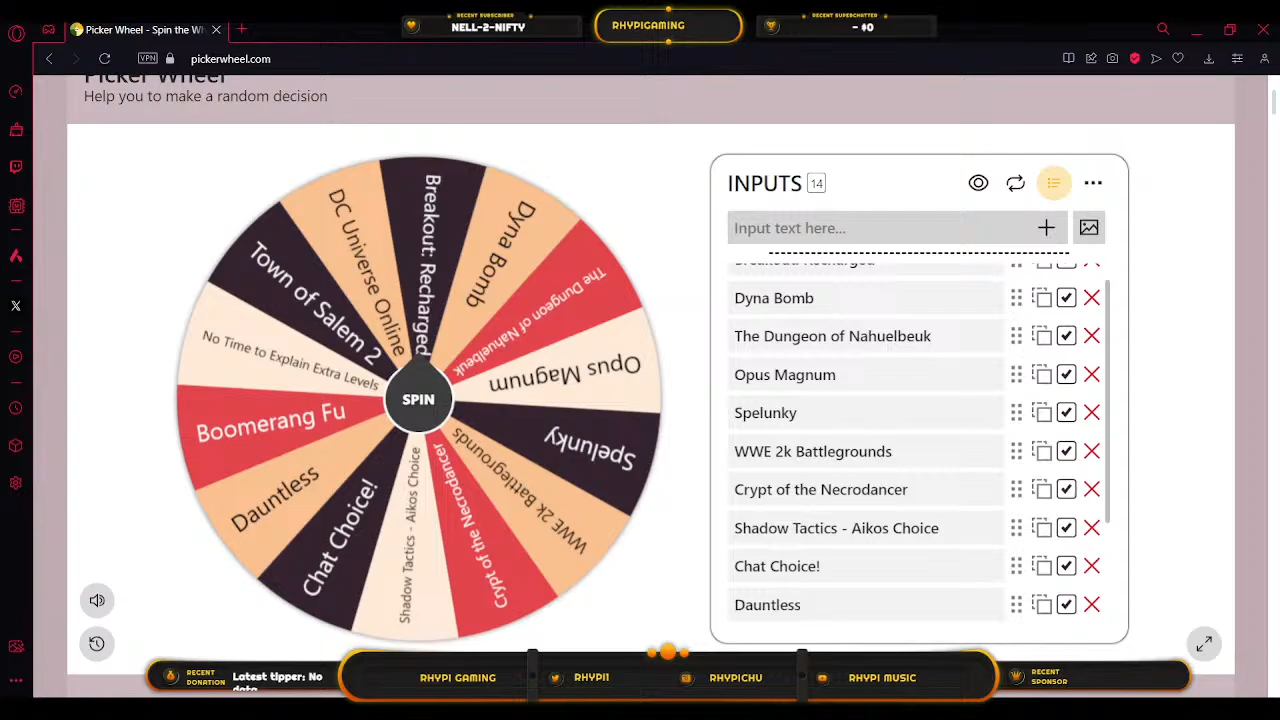 RECENT SUBSCRIBER
NELL-2-NIFTY
RHYPIGAMING
RECENT SUPERCHATTER
- $0
Picker Wheel - Spin the Wh
VPN
pickerwheel.com
Picker Wheel
Help you to make a random decision
INPUTS 14
Input text here...
Breakout: Recharged
Dyna Bomb
The Dungeon of Nahuelbeuk
Opus Magnum
Spelunky
WWE 2k Battlegrounds
Crypt of the Necrodancer
Shadow Tactics - Aikos Choice
Chat Choice!
Dauntless
Boomerang Fu
No Time to Explain Extra Levels
Town of Salem 2
DC Universe Online
SPIN
Dyna Bomb
The Dungeon of Nahuelbeuk
Opus Magnum
Spelunky
WWE 2k Battlegrounds
Crypt of the Necrodancer
Shadow Tactics - Aikos Choice
Chat Choice!
Dauntless
RECENT
DONATION
Latest tipper: No
data
RHYPI GAMING
RHYPI1
RHYPICHU
RHYPI MUSIC
RECENT
SPONSOR